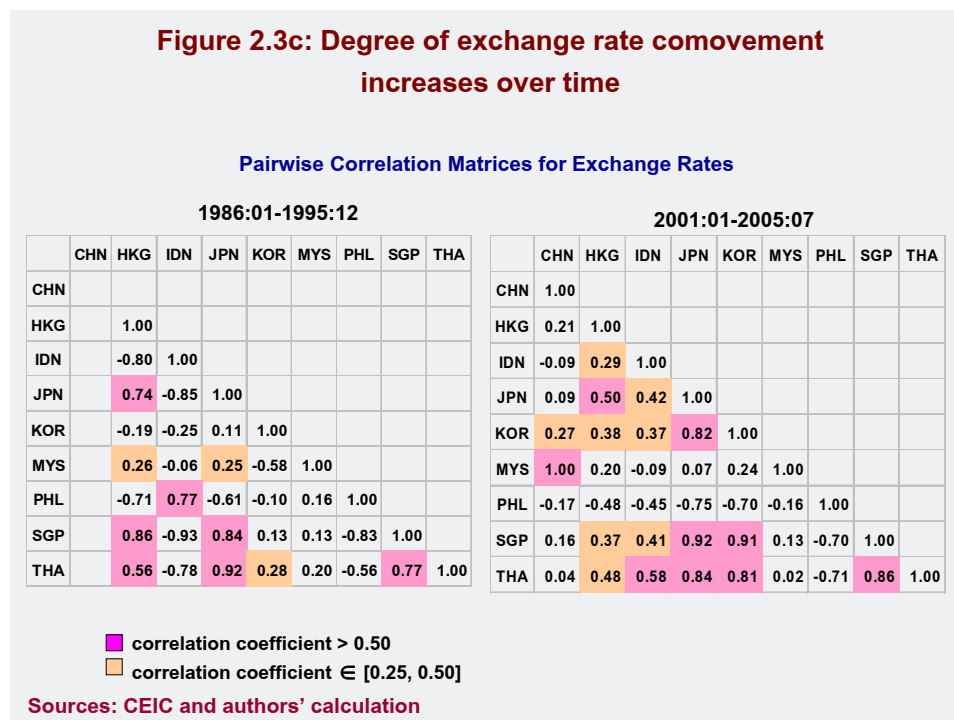 Figure 2.3c: Degree of exchange rate comovement
increases over time
Pairwise Correlation Matrices for Exchange Rates
1986:01-1995:12
CHN HKG IDN JPN KOR MYS PHL SGP THA
CHN
HKG 1.00
IDN -0.80 1.00
JPN 0.74 -0.85 1.00
KOR -0.19 -0.25 0.11 1.00
MYS 0.26 -0.06 0.25 -0.58 1.00
PHL -0.71 0.77 -0.61 -0.10 0.16 1.00
SGP 0.86 -0.93 0.84 0.13 0.13 -0.83 1.00
THA 0.56 -0.78 0.92 0.28 0.20 -0.56 0.77 1.00
2001:01-2005:07
CHN HKG IDN JPN KOR MYS PHL SGP THA
CHN 1.00
HKG 0.21 1.00
IDN -0.09 0.29 1.00
JPN 0.09 0.50 0.42 1.00
KOR 0.27 0.38 0.37 0.82 1.00
MYS 1.00 0.20 -0.09 0.07 0.24 1.00
PHL -0.17 -0.48 -0.45 -0.75 -0.70 -0.16 1.00
SGP 0.16 0.37 0.41 0.92 0.91 0.13 -0.70 1.00
THA 0.04 0.48 0.58 0.84 0.81 0.02 -0.71 0.86 1.00
correlation coefficient > 0.50
correlation coefficient ∈ [0.25, 0.50]
Sources: CEIC and authors’ calculation